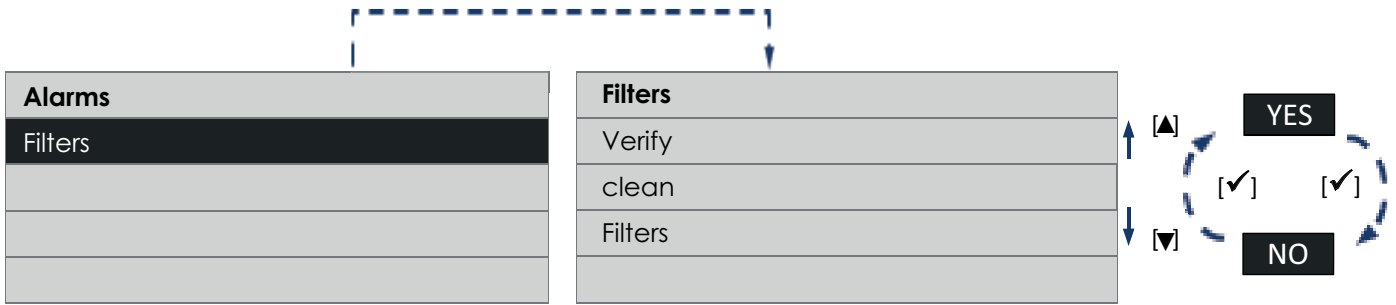 Alarms
Filters
Filters
Verify
clean
Filters
[▲]
[▼]
YES
[✓] [✓]
NO